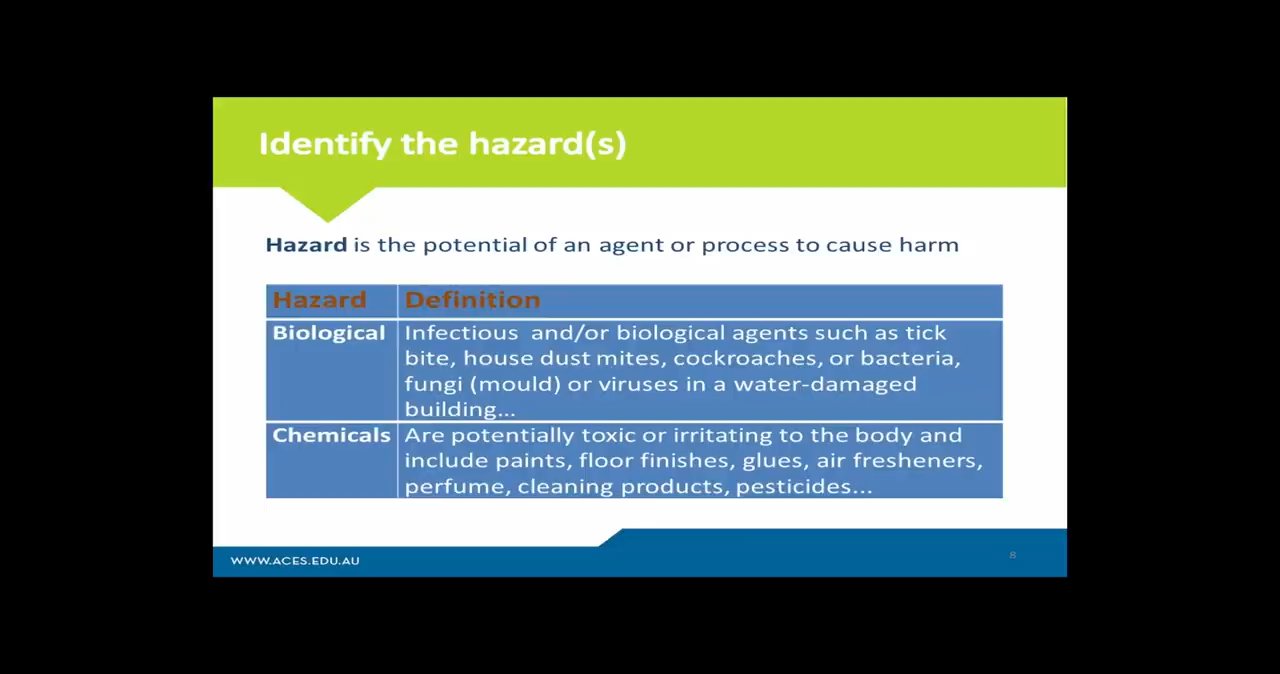 Identify the hazard(s)
Hazard is the potential of an agent or process to cause harm
Hazard Definition
Biological Infectious and/or biological agents such as tick
bite, house dust mites, cockroaches, or bacteria,
fungi (mould) or viruses in a water-damaged
building...
Chemicals Are potentially toxic or irritating to the body and
include paints, floor finishes, glues, air fresheners,
perfume, cleaning products, pesticides...
WWW.ACES.EDU.AU
8